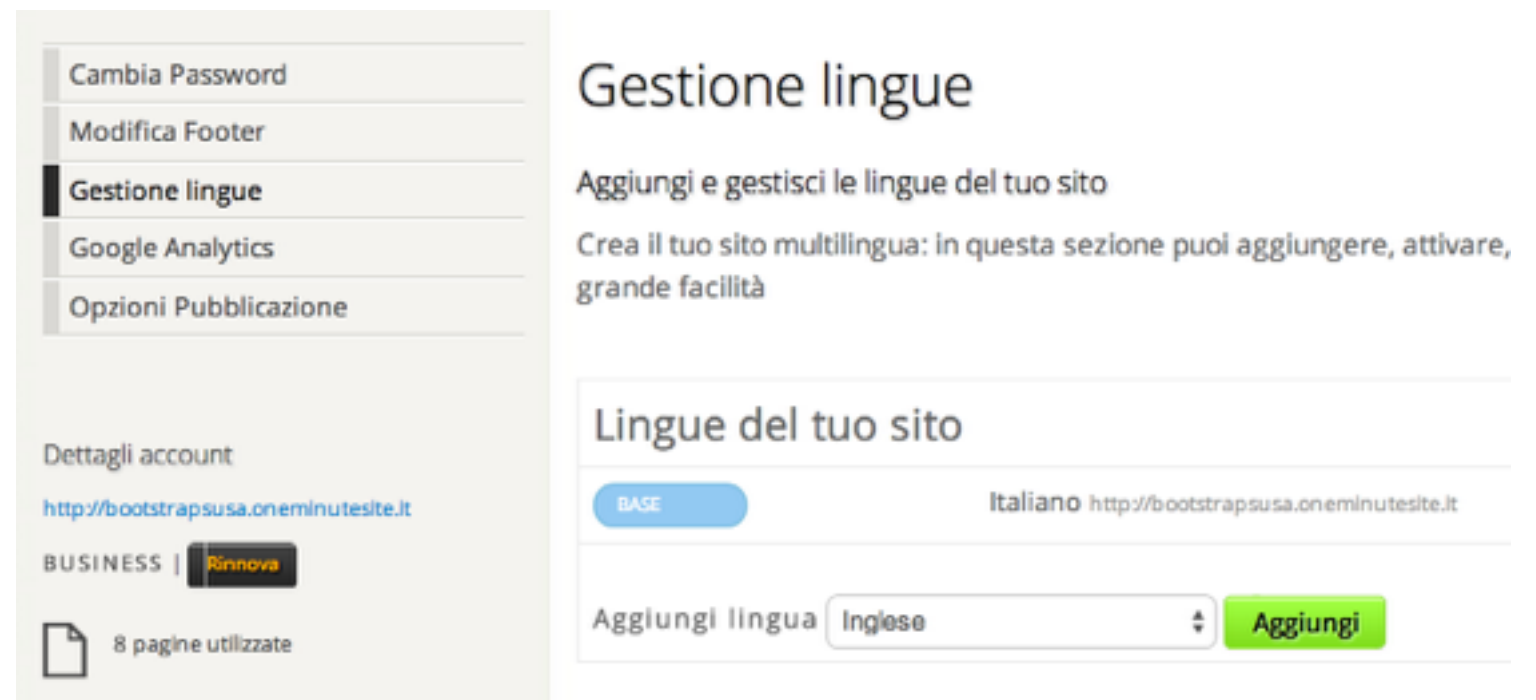 Cambia Password
Modifica Footer
Gestione lingue
Google Analytics
Opzioni Pubblicazione
Dettagli account
http://bootstrapsusa.oneminutesite.it
BUSINESS | Rinnova
8 pagine utilizzate
Gestione lingue
Aggiungi e gestisci le lingue del tuo sito
Crea il tuo sito multilingua: in questa sezione puoi aggiungere, attivare,
grande facilità
Lingue del tuo sito
BASE Italiano http://bootstrapsusa.oneminutesite.it
Aggiungi lingua Inglese Aggiungi